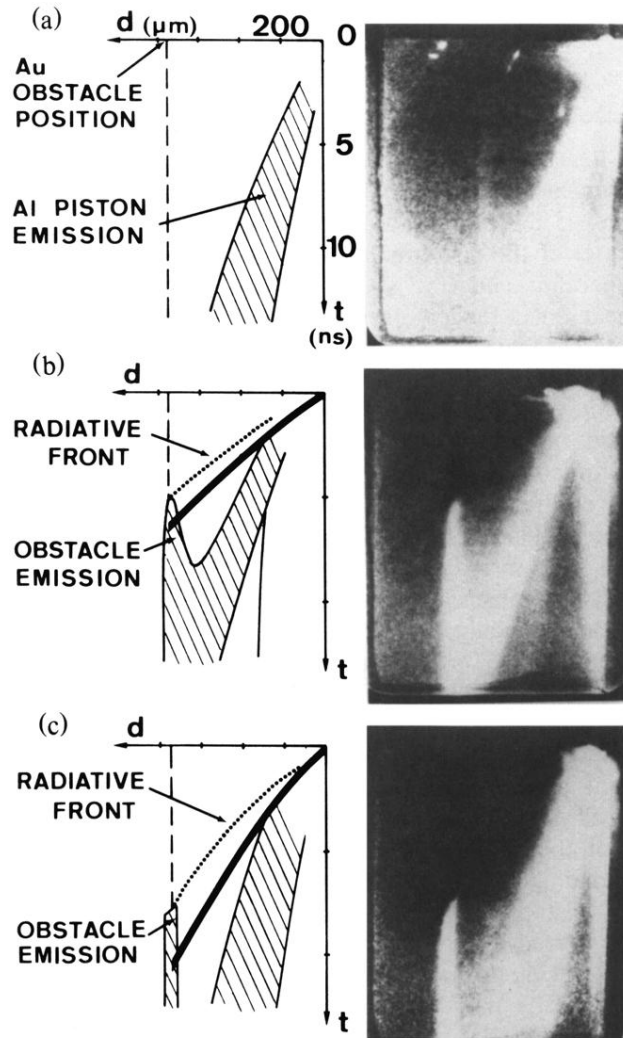 (a)
d (µm) 200
0
Au
OBSTACLE
POSITION
5
Al PISTON
EMISSION
10
t
(ns)
(b)
d
RADIATIVE
FRONT
OBSTACLE
EMISSION
t
(c)
d
RADIATIVE
FRONT
OBSTACLE
EMISSION
t